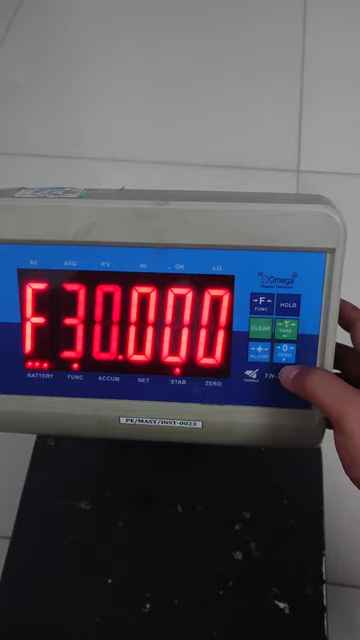 AC AVG P.V HI OK LO
F30.000
BATTERY FUNC ACCUM NET STAB ZERO
Omega
F
FUNC
HOLD
CLEAR
T
TARE
+
ACCUM
0
ZERO
YH-
PE/MAST/INST-0023